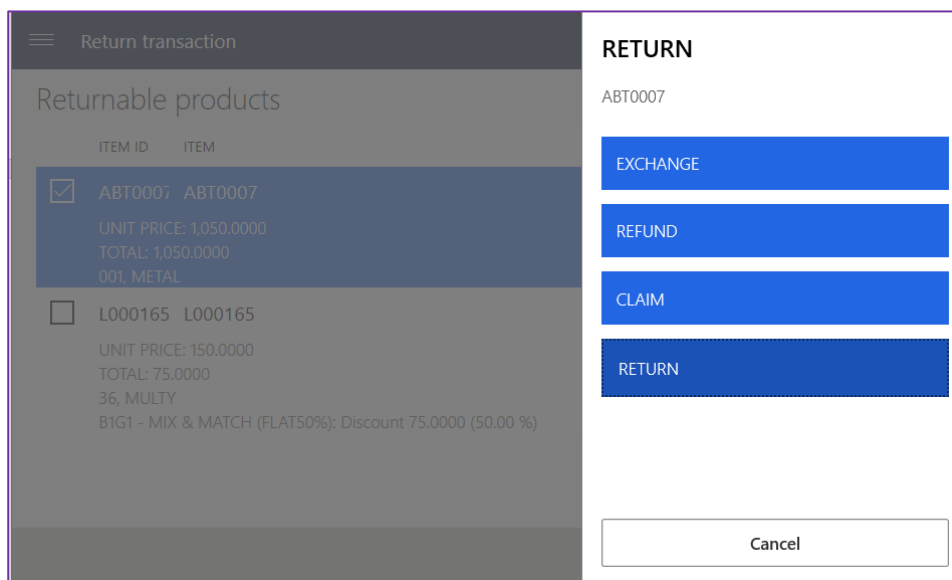 Return transaction
Returnable products
ITEM ID ITEM
ABT0007 ABT0007
UNIT PRICE: 1,050.0000
TOTAL: 1,050.0000
001, METAL
L000165 L000165
UNIT PRICE: 150.0000
TOTAL: 75.0000
36, MULTY
B1G1 - MIX & MATCH (FLAT50%): Discount 75.0000 (50.00 %)
RETURN
ABT0007
EXCHANGE
REFUND
CLAIM
RETURN
Cancel